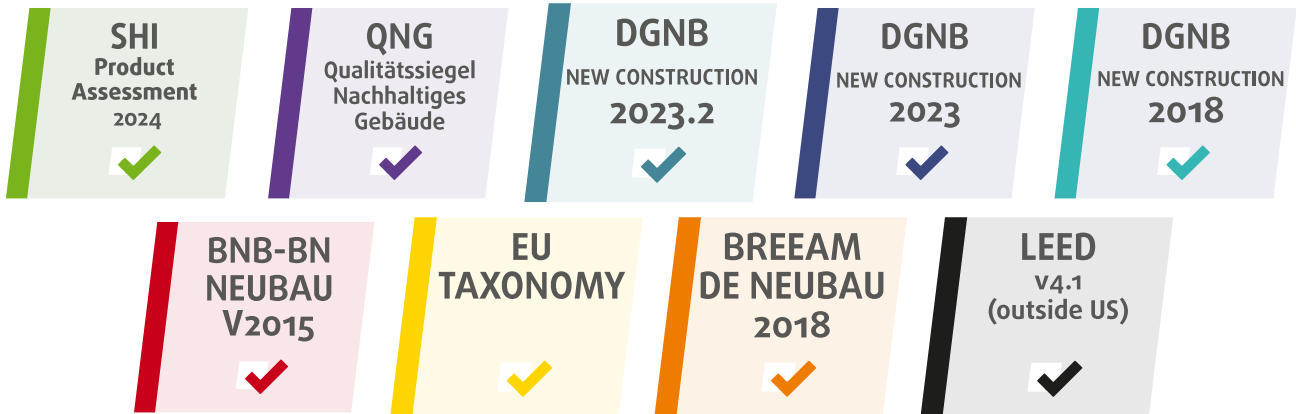 SHI
Product
Assessment
2024
QNG
Qualitätssiegel
Nachhaltiges
Gebäude
DGNB
NEW CONSTRUCTION
2023.2
DGNB
NEW CONSTRUCTION
2023
DGNB
NEW CONSTRUCTION
2018
BNB-BN
NEUBAU
V2015
EU
TAXONOMY
BREEAM
DE NEUBAU
2018
LEED
v4.1
(outside US)